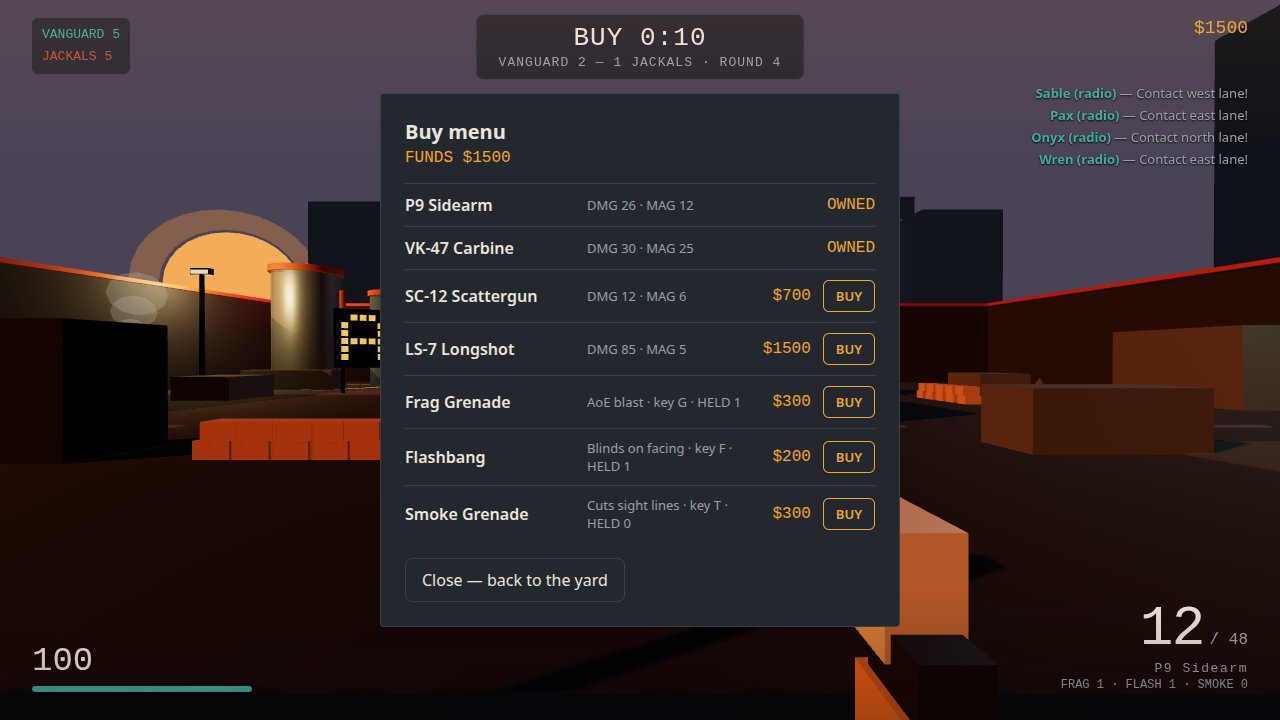 VANGUARD 5
JACKALS 5
BUY 0:10
VANGUARD 2 — 1 JACKALS · ROUND 4
$1500
Sable (radio) — Contact west lane!
Pax (radio) — Contact east lane!
Onyx (radio) — Contact north lane!
Wren (radio) — Contact east lane!
Buy menu
FUNDS $1500
P9 Sidearm DMG 26 · MAG 12 OWNED
VK-47 Carbine DMG 30 · MAG 25 OWNED
SC-12 Scattergun DMG 12 · MAG 6 $700 BUY
LS-7 Longshot DMG 85 · MAG 5 $1500 BUY
Frag Grenade AoE blast · key G · HELD 1 $300 BUY
Flashbang Blinds on facing · key F · HELD 1 $200 BUY
Smoke Grenade Cuts sight lines · key T · HELD 0 $300 BUY
Close — back to the yard
100
12 / 48
P9 Sidearm
FRAG 1 · FLASH 1 · SMOKE 0